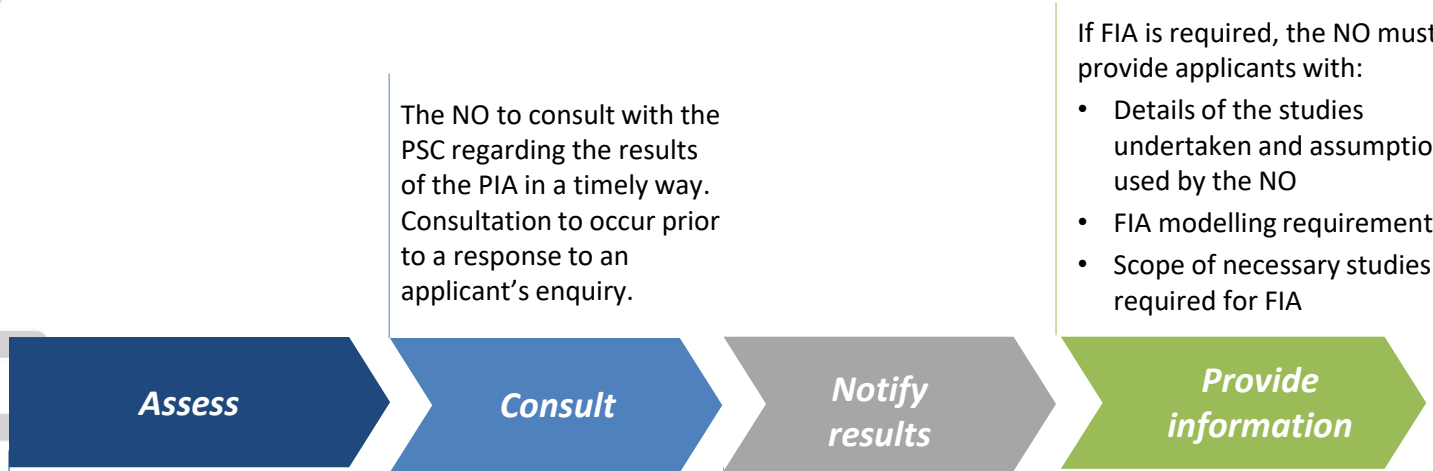 The NO to consult with the
PSC regarding the results
of the PIA in a timely way.
Consultation to occur prior
to a response to an
applicant's enquiry.
If FIA is required, the NO must
provide applicants with:
• Details of the studies
undertaken and assumptio
used by the NO
• FIA modelling requirement
• Scope of necessary studies
required for FIA
Assess
Consult
Notify
results
Provide
information